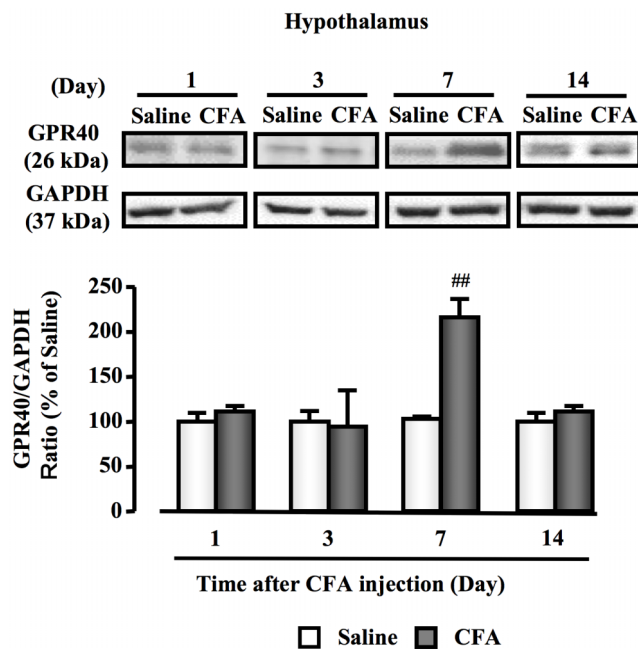 Hypothalamus
(Day) 1 3 7 14
Saline CFA Saline CFA Saline CFA Saline CFA
GPR40
(26 kDa)
GAPDH
(37 kDa)
GPR40/GAPDH
Ratio (% of Saline)
250
200
150
100
50
0
##
1 3 7 14
Time after CFA injection (Day)
Saline CFA